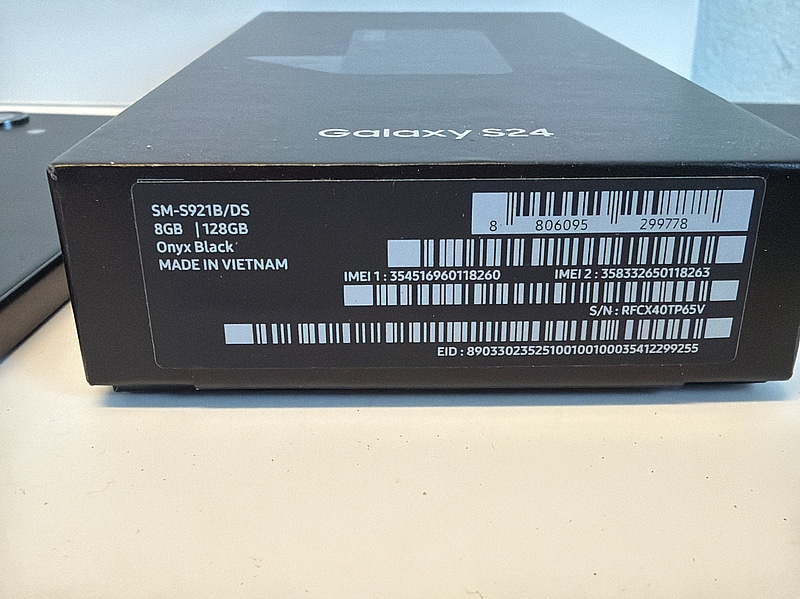 Galaxy S24
SM-S921B/DS
8GB | 128GB
Onyx Black
MADE IN VIETNAM
8 806095 299778
IMEI 1 : 354516960118260 IMEI 2 : 358332650118263
S/N : RFCX40TP65V
EID : 89033023525100100100035412299255